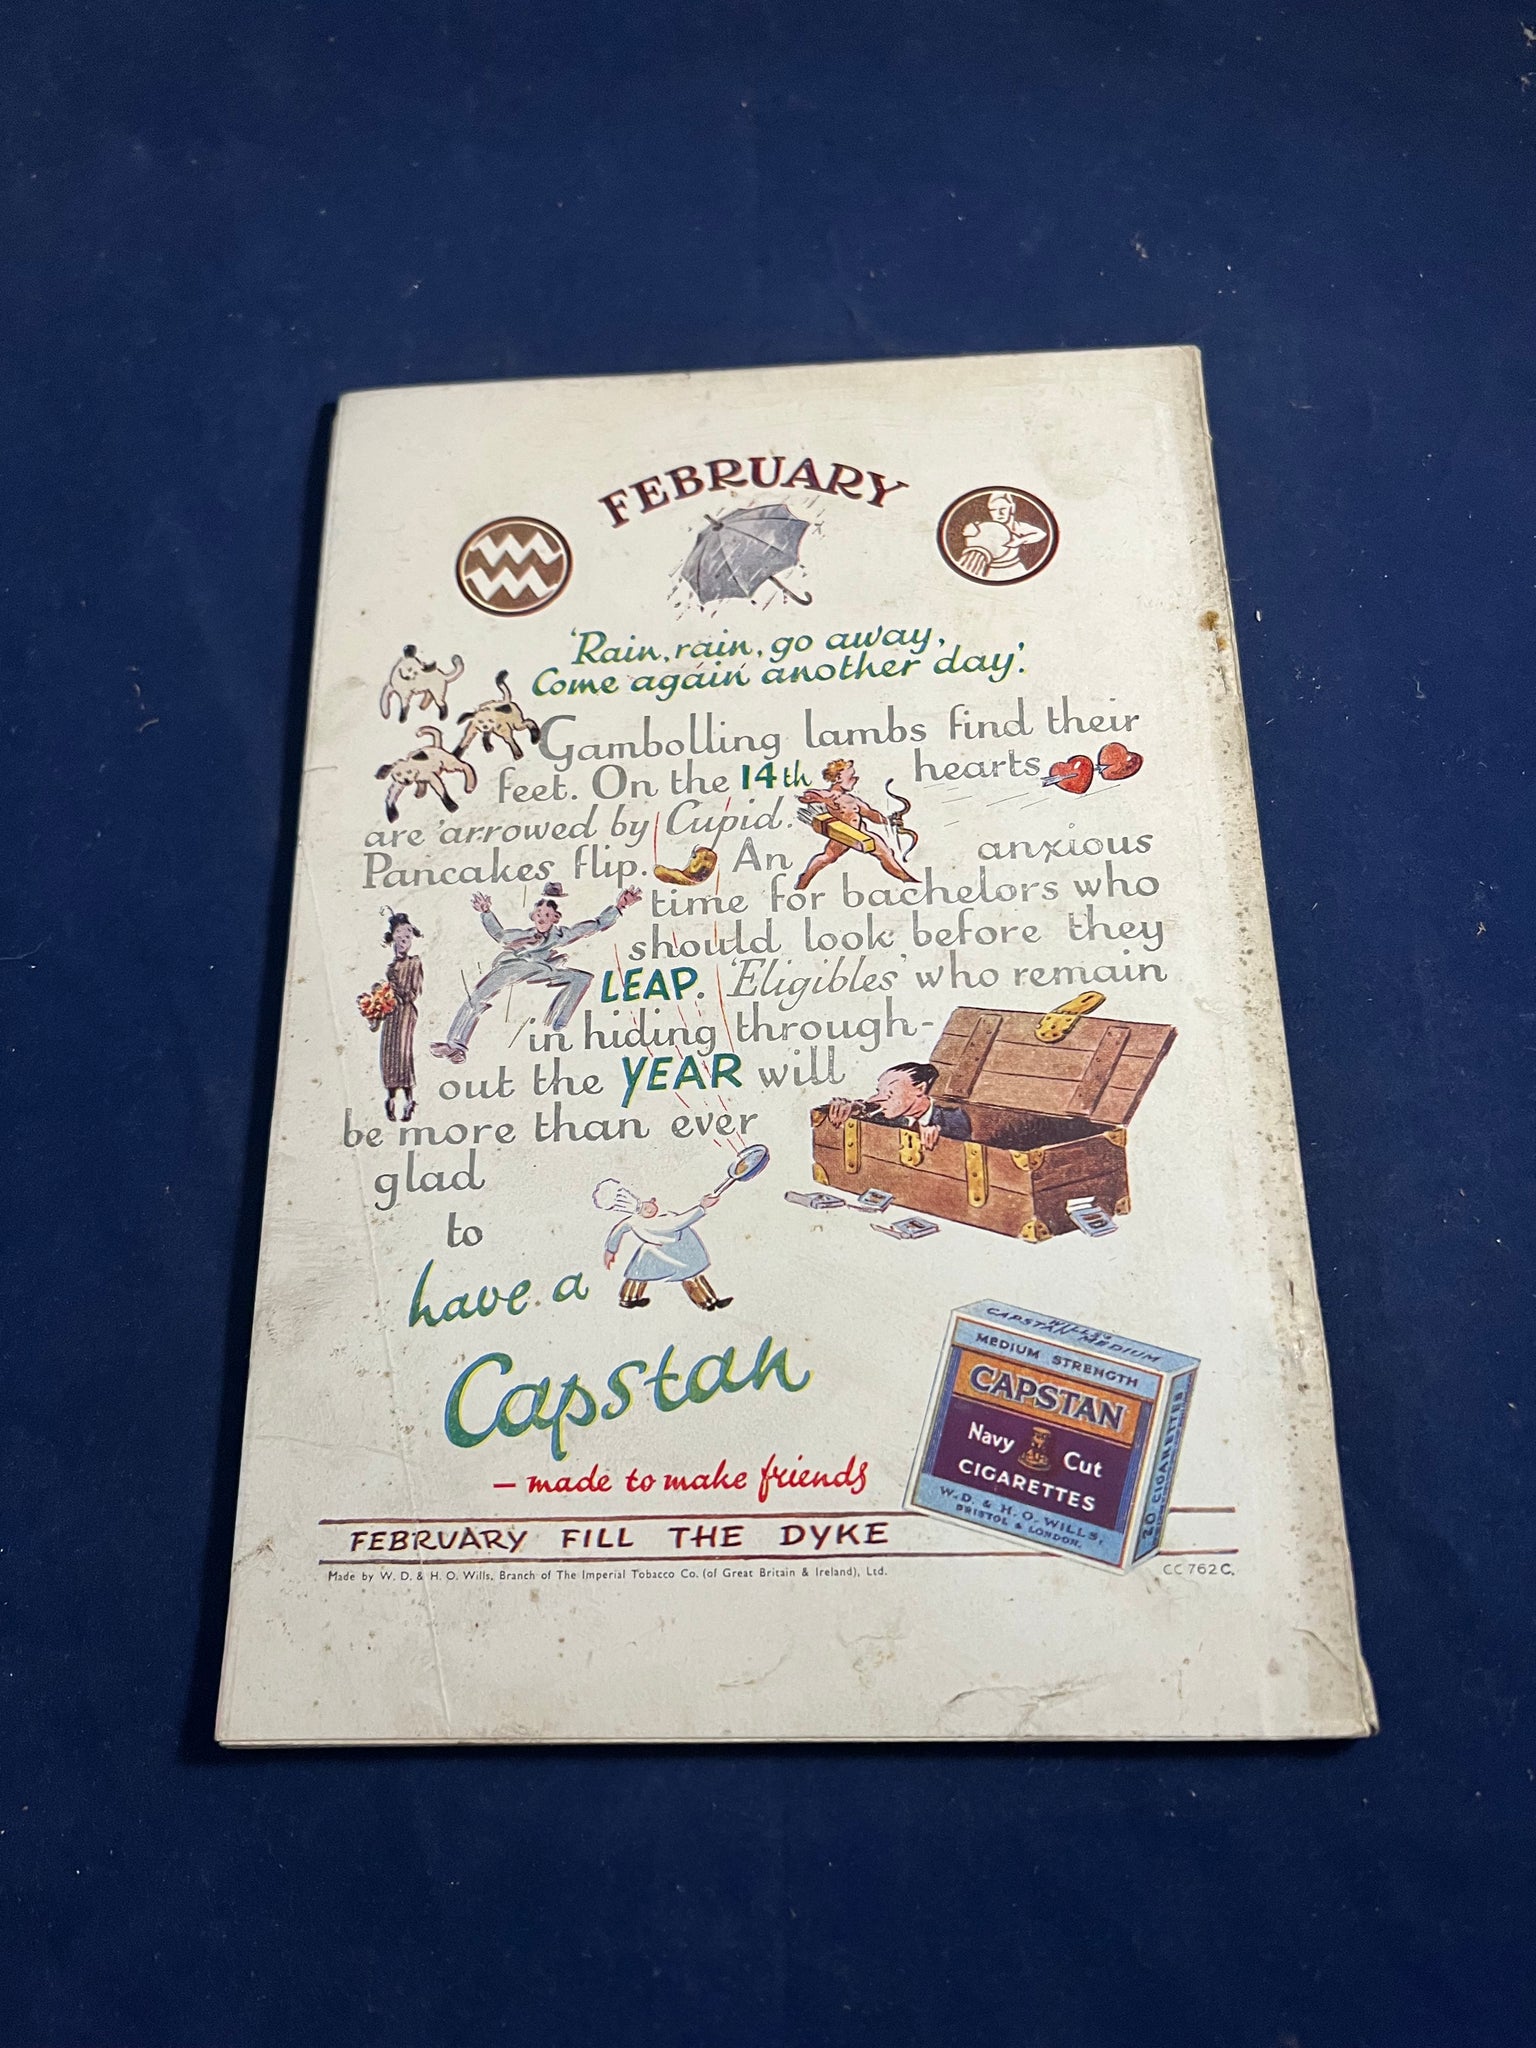 FEBRUARY
'Rain, rain, go away,
Come again another day'.
Gambolling lambs find their
feet. On the 14th hearts
are 'arrowed by Cupid.
Pancakes flip. An anxious
time for bachelors who
should look before they
LEAP. 'Eligibles' who remain
in hiding through-
out the YEAR will
be more than ever
glad
to
have a
Capstan
— made to make friends
WILLS'S
CAPSTAN MEDIUM
MEDIUM STRENGTH
CAPSTAN
Navy Cut
CIGARETTES
W. D. & H. O. WILLS,
BRISTOL & LONDON.
20 CIGARETTES
FEBRUARY FILL THE DYKE
Made by W. D. & H. O. Wills, Branch of The Imperial Tobacco Co. (of Great Britain & Ireland), Ltd.
CC 762 C.